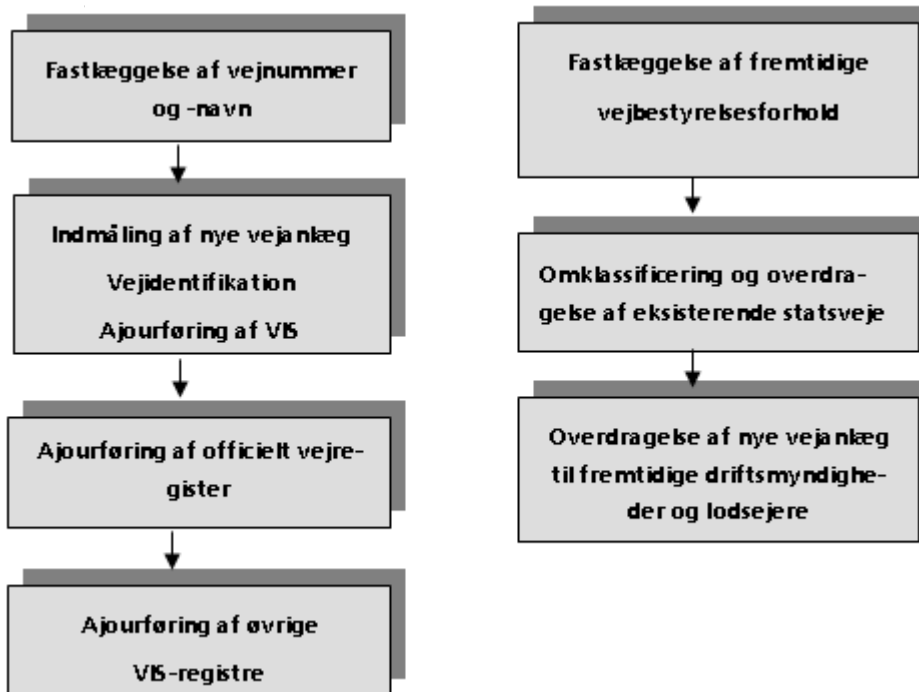 Fastlæggelse af vejnummer
og -navn
Indmåling af nye vejanlæg
Vejidentifikation
Ajourføring af VIS
Ajourføring af officielt vejre-
gister
Ajourføring af øvrige
VIS-registre
Fastlæggelse af fremtidige
vejbestyrelsesforhold
Omklassificering og overdra-
gelse af eksisterende statsveje
Overdragelse af nye vejanlæg
til fremtidige driftsmyndighe-
der og lodsejere